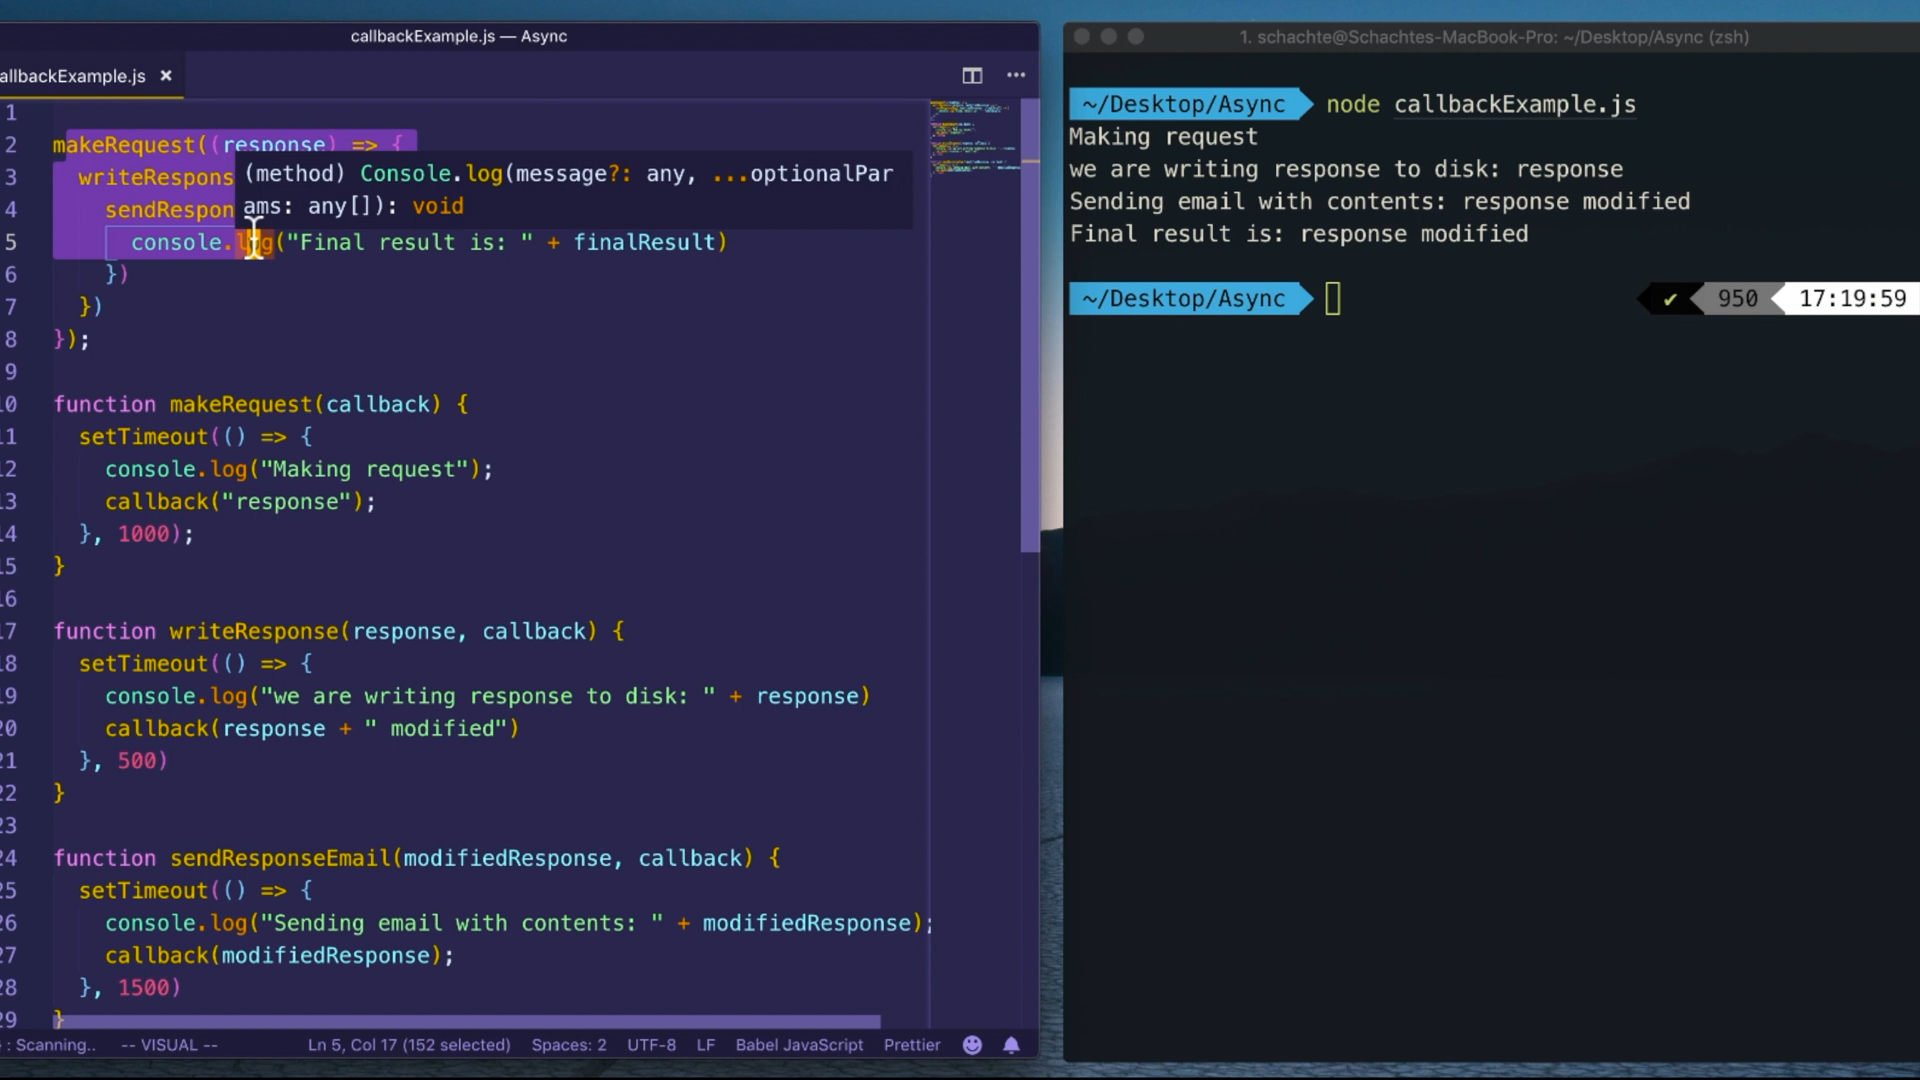 callbackExample.js — Async
allbackExample.js ×
1
2 makeRequest((response) => {
3 writeRespons
4 sendRespon
(method) Console.log(message?: any, ...optionalPar
ams: any[]): void
5 console.log("Final result is: " + finalResult)
6 })
7 })
8 });
9
10 function makeRequest(callback) {
11 setTimeout(() => {
12 console.log("Making request");
13 callback("response");
14 }, 1000);
15 }
16
17 function writeResponse(response, callback) {
18 setTimeout(() => {
19 console.log("we are writing response to disk: " + response)
20 callback(response + " modified")
21 }, 500)
22 }
23
24 function sendResponseEmail(modifiedResponse, callback) {
25 setTimeout(() => {
26 console.log("Sending email with contents: " + modifiedResponse);
27 callback(modifiedResponse);
28 }, 1500)
29 }
: Scanning.. -- VISUAL -- Ln 5, Col 17 (152 selected) Spaces: 2 UTF-8 LF Babel JavaScript Prettier
1. schachte@Schachtes-MacBook-Pro: ~/Desktop/Async (zsh)
~/Desktop/Async node callbackExample.js
Making request
we are writing response to disk: response
Sending email with contents: response modified
Final result is: response modified
~/Desktop/Async ✔ 950 17:19:59